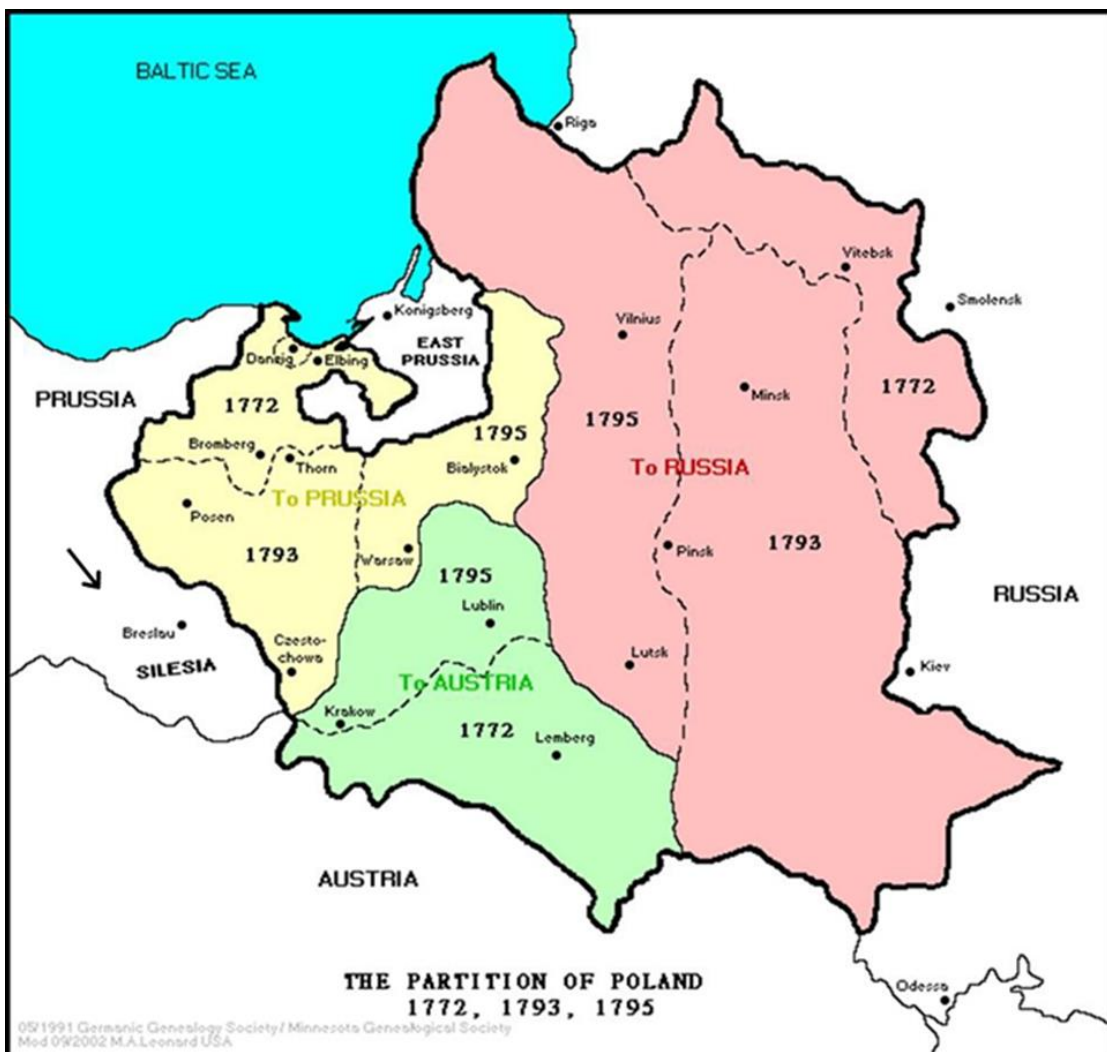 BALTIC SEA
Riga
Vitebsk
Smolensk
Konigsberg
EAST
PRUSSIA
Vilnius
Danzig
Elbing
PRUSSIA
1772
Minsk
1772
1795
1795
Bromberg
Thorn
Bialystok
To RUSSIA
To PRUSSIA
Posen
1793
Warsaw
Pinsk
1793
1795
RUSSIA
Lublin
Breslau
SILESIA
Czesto-
chowa
Lutsk
Kiev
To AUSTRIA
Krakow
1772
Lemberg
AUSTRIA
THE PARTITION OF POLAND
1772, 1793, 1795
Odessa
05/1991 Germanic Genealogy Society/ Minnesota Genealogical Society
Mod 09/2002 M.A.Leonard USA